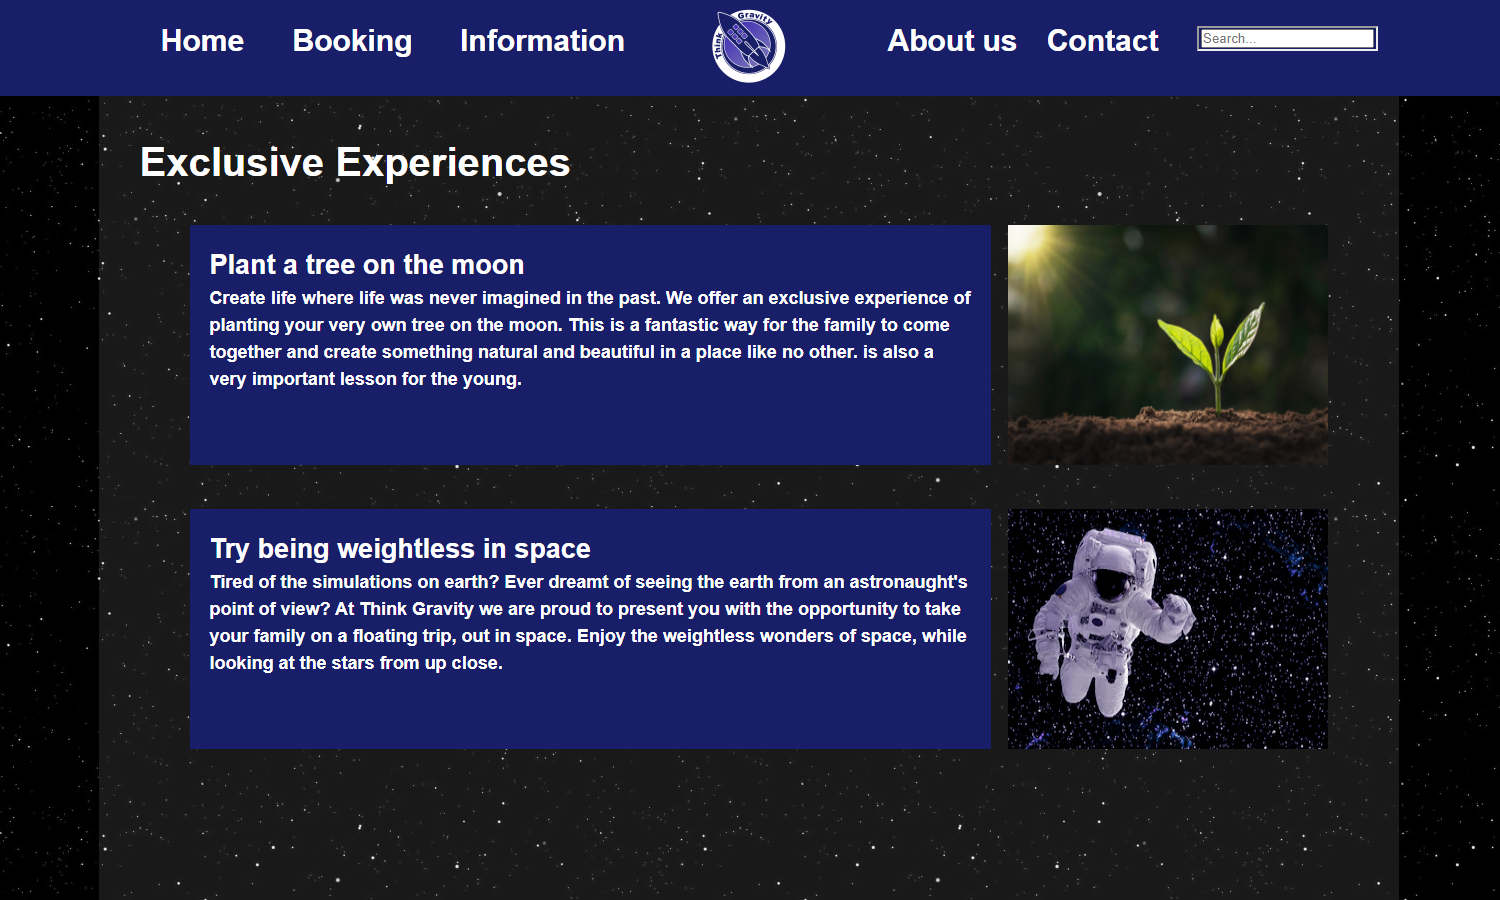 Home Booking Information Think Gravity About us Contact Search...
Exclusive Experiences
Plant a tree on the moon
Create life where life was never imagined in the past. We offer an exclusive experience of
planting your very own tree on the moon. This is a fantastic way for the family to come
together and create something natural and beautiful in a place like no other. is also a
very important lesson for the young.
Try being weightless in space
Tired of the simulations on earth? Ever dreamt of seeing the earth from an astronaught's
point of view? At Think Gravity we are proud to present you with the opportunity to take
your family on a floating trip, out in space. Enjoy the weightless wonders of space, while
looking at the stars from up close.